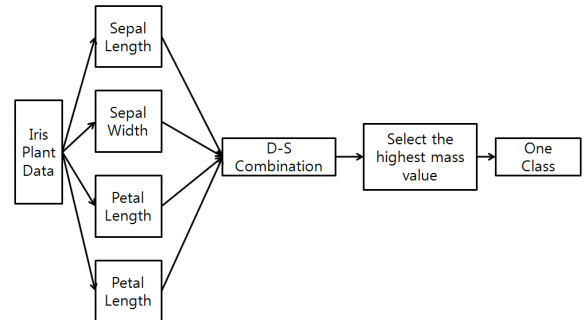 Sepal
Length
Sepal
Width
Iris
Plant
Data
Petal
Length
Petal
Length
D-S
Combination
Select the
highest mass
value
One
Class